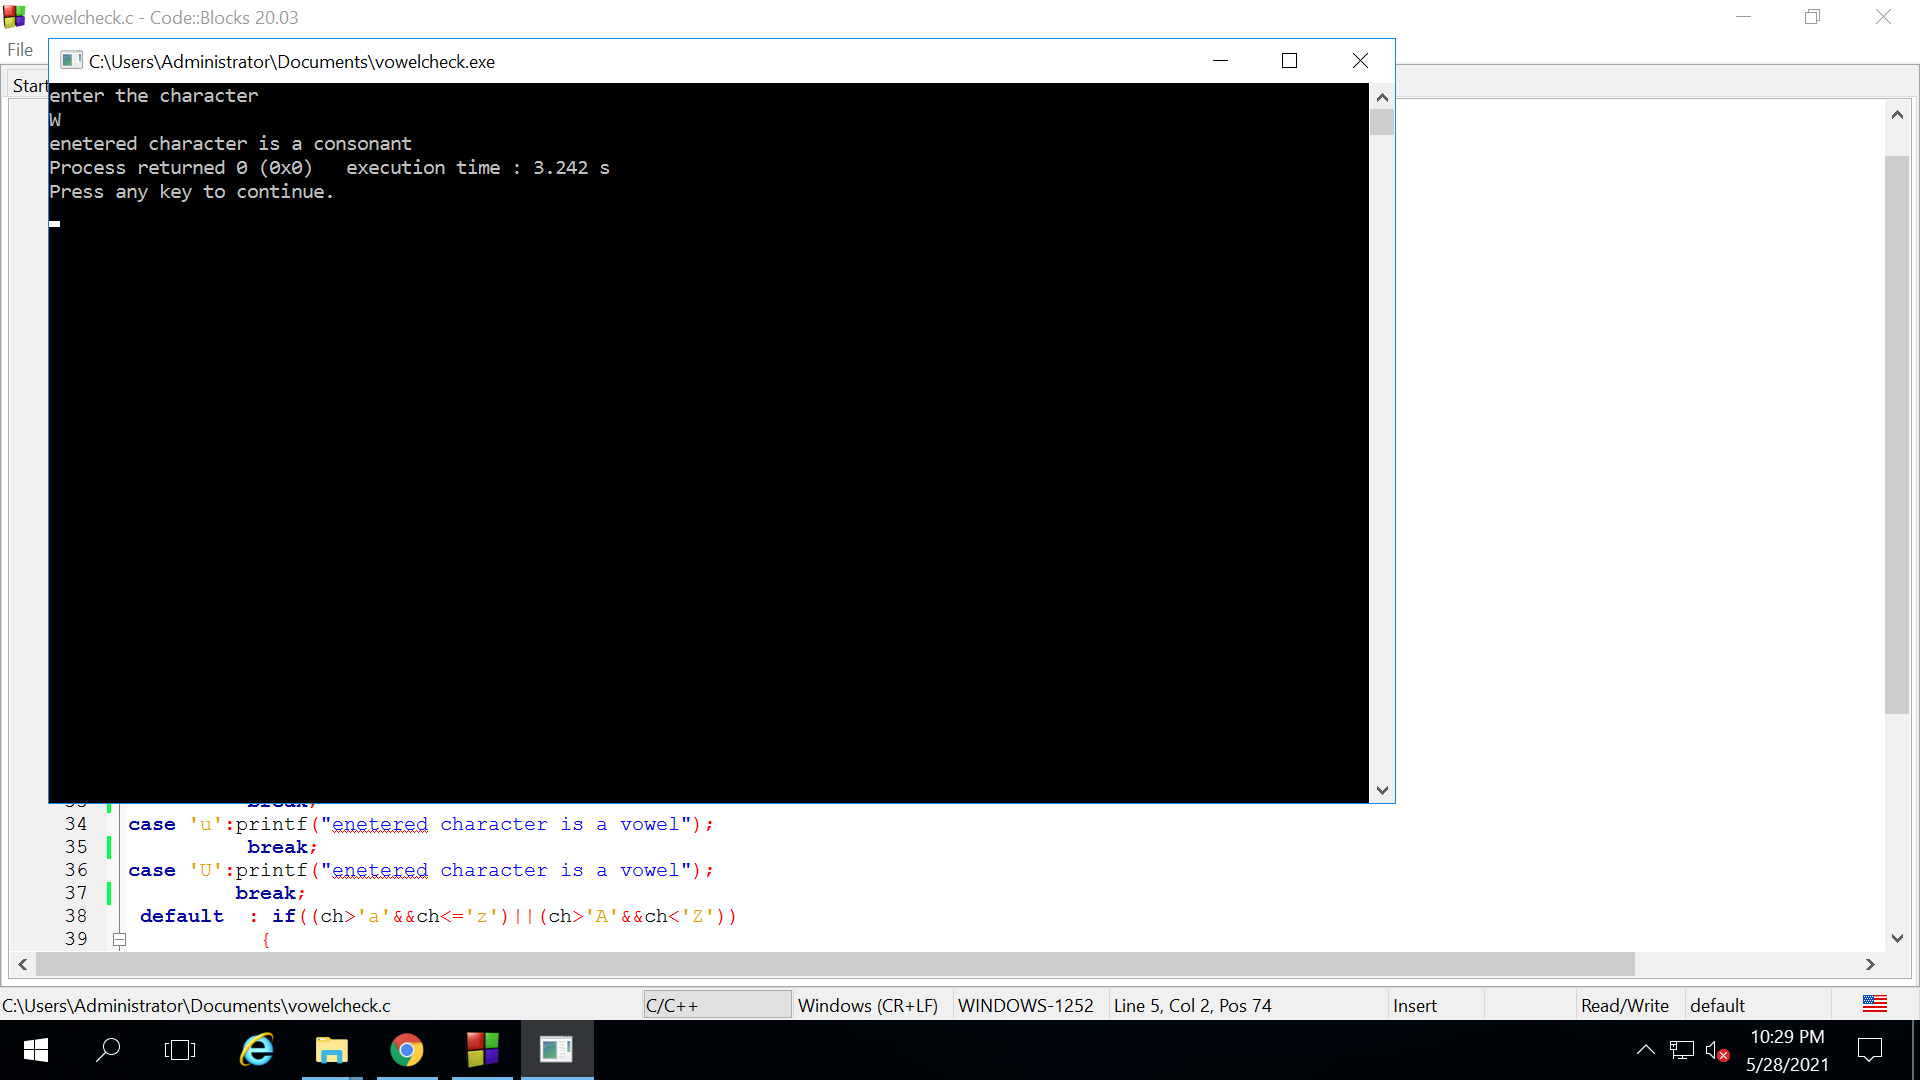 vowelcheck.c - Code::Blocks 20.03
File
C:\Users\Administrator\Documents\vowelcheck.exe
Start
enter the character
W
enetered character is a consonant
Process returned 0 (0x0)   execution time : 3.242 s
Press any key to continue.
33 break;
34 case 'u':printf("enetered character is a vowel");
35 break;
36 case 'U':printf("enetered character is a vowel");
37 break;
38 default  : if((ch>'a'&&ch<='z')||(ch>'A'&&ch<'Z'))
39 {
C:\Users\Administrator\Documents\vowelcheck.c C/C++ Windows (CR+LF) WINDOWS-1252 Line 5, Col 2, Pos 74 Insert Read/Write default
10:29 PM
5/28/2021